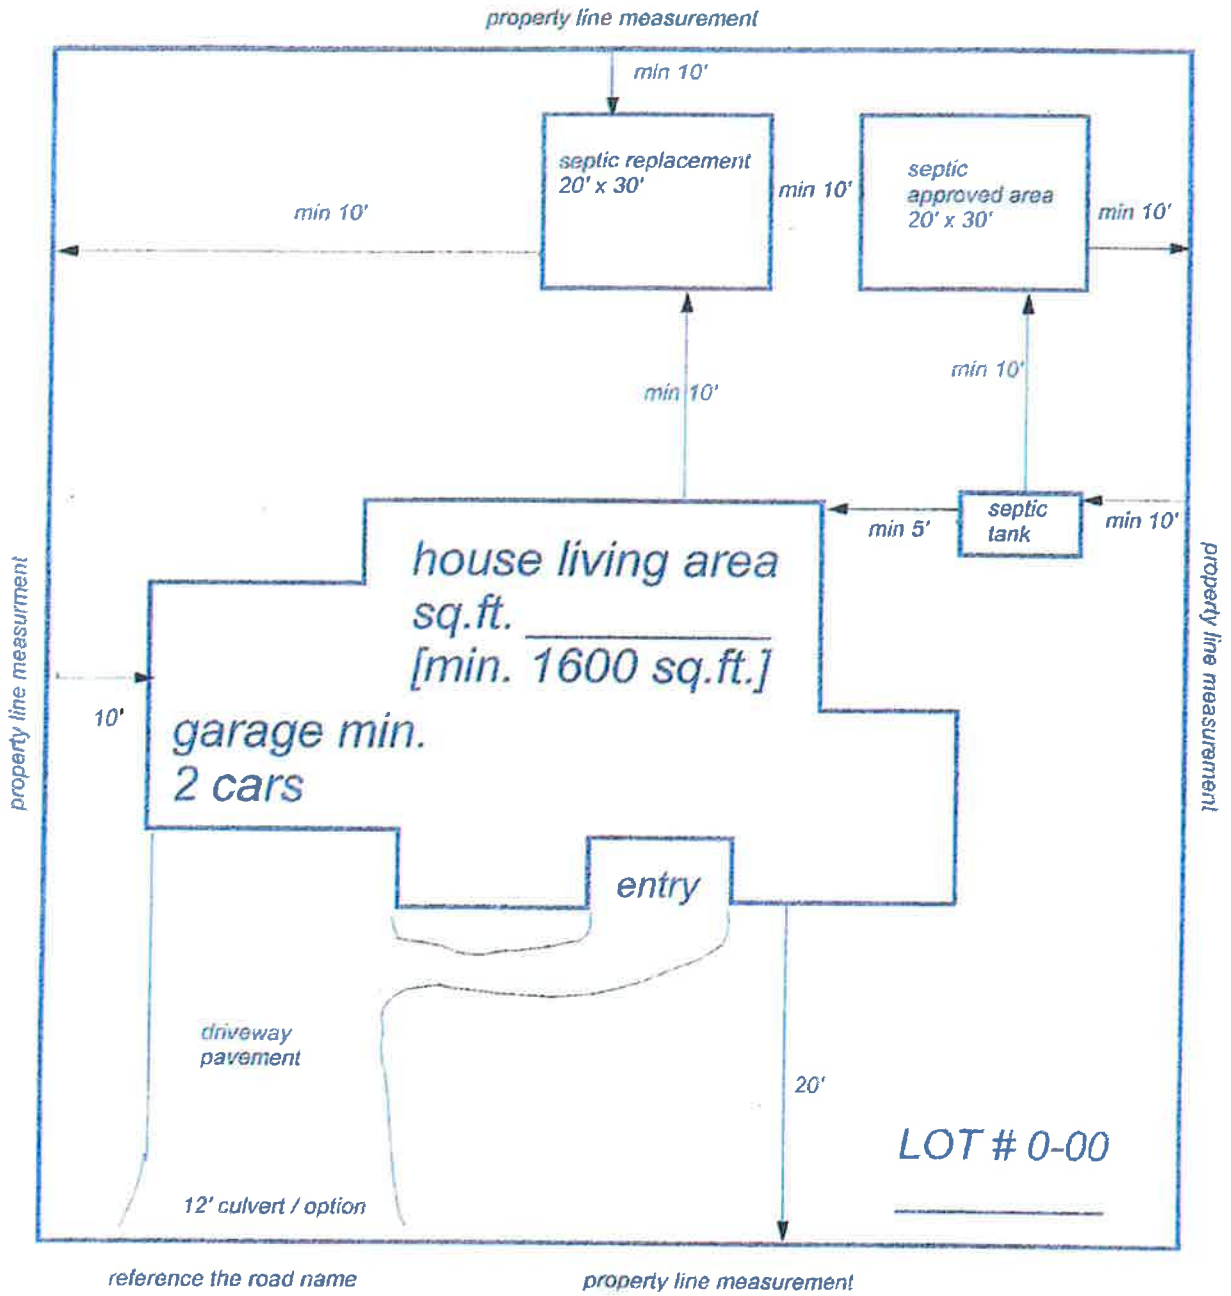 property line measurement
min 10'
septic replacement
20' x 30'
min 10'
septic
approved area
20' x 30'
min 10'
min 10'
min 10'
min 10'
septic
tank
min 5'
min 10'
house living area
sq.ft.
[min. 1600 sq.ft.]
property line measurment
property line measurement
10'
garage min.
2 cars
entry
driveway
pavement
20'
LOT # 0-00
12' culvert / option
reference the road name
property line measurement